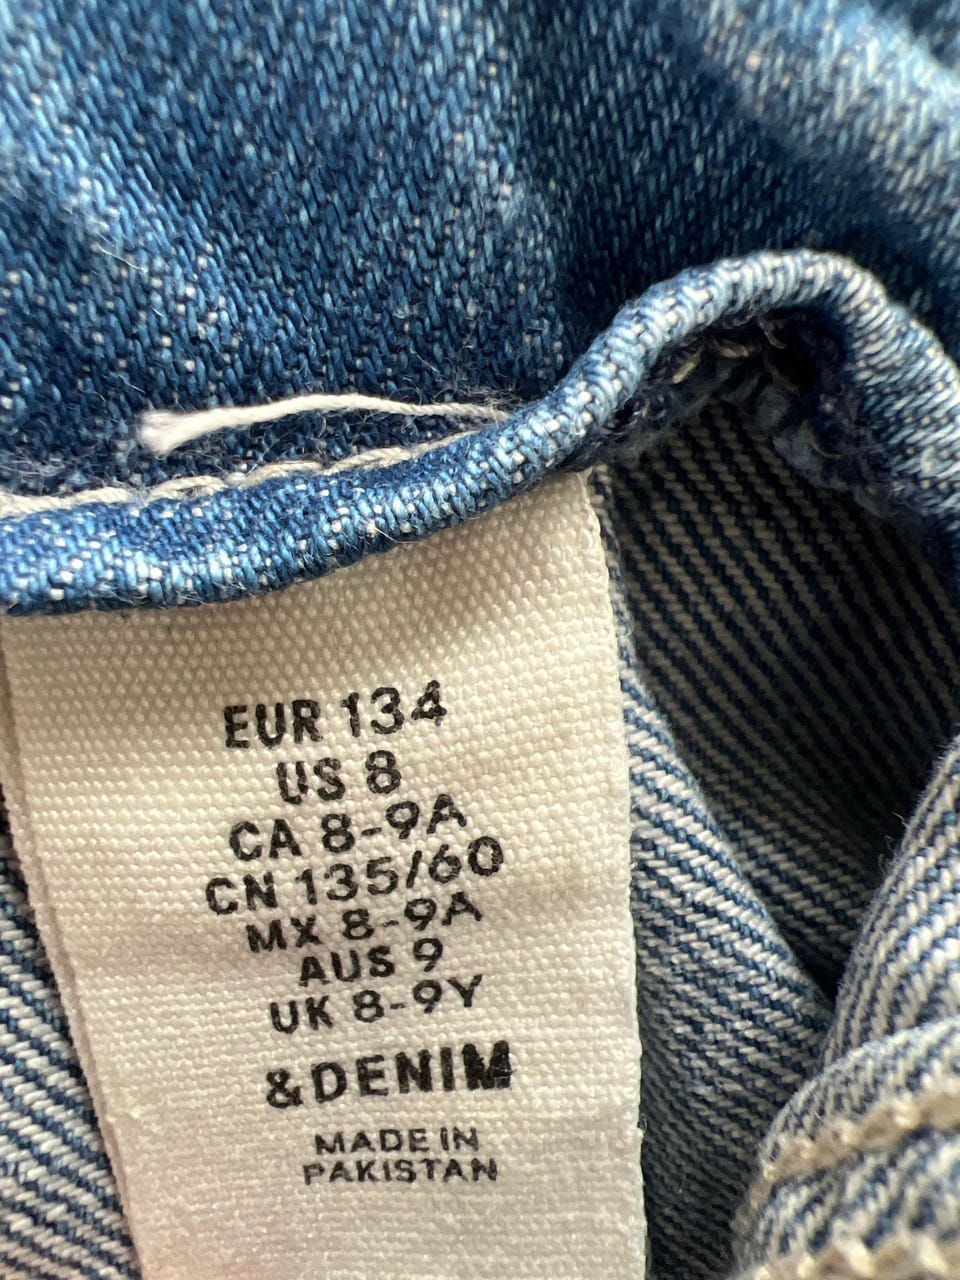 EUR 134
US 8
CA 8-9A
CN 135/60
MX 8-9A
AUS 9
UK 8-9Y
&DENIM
MADE IN
PAKISTAN